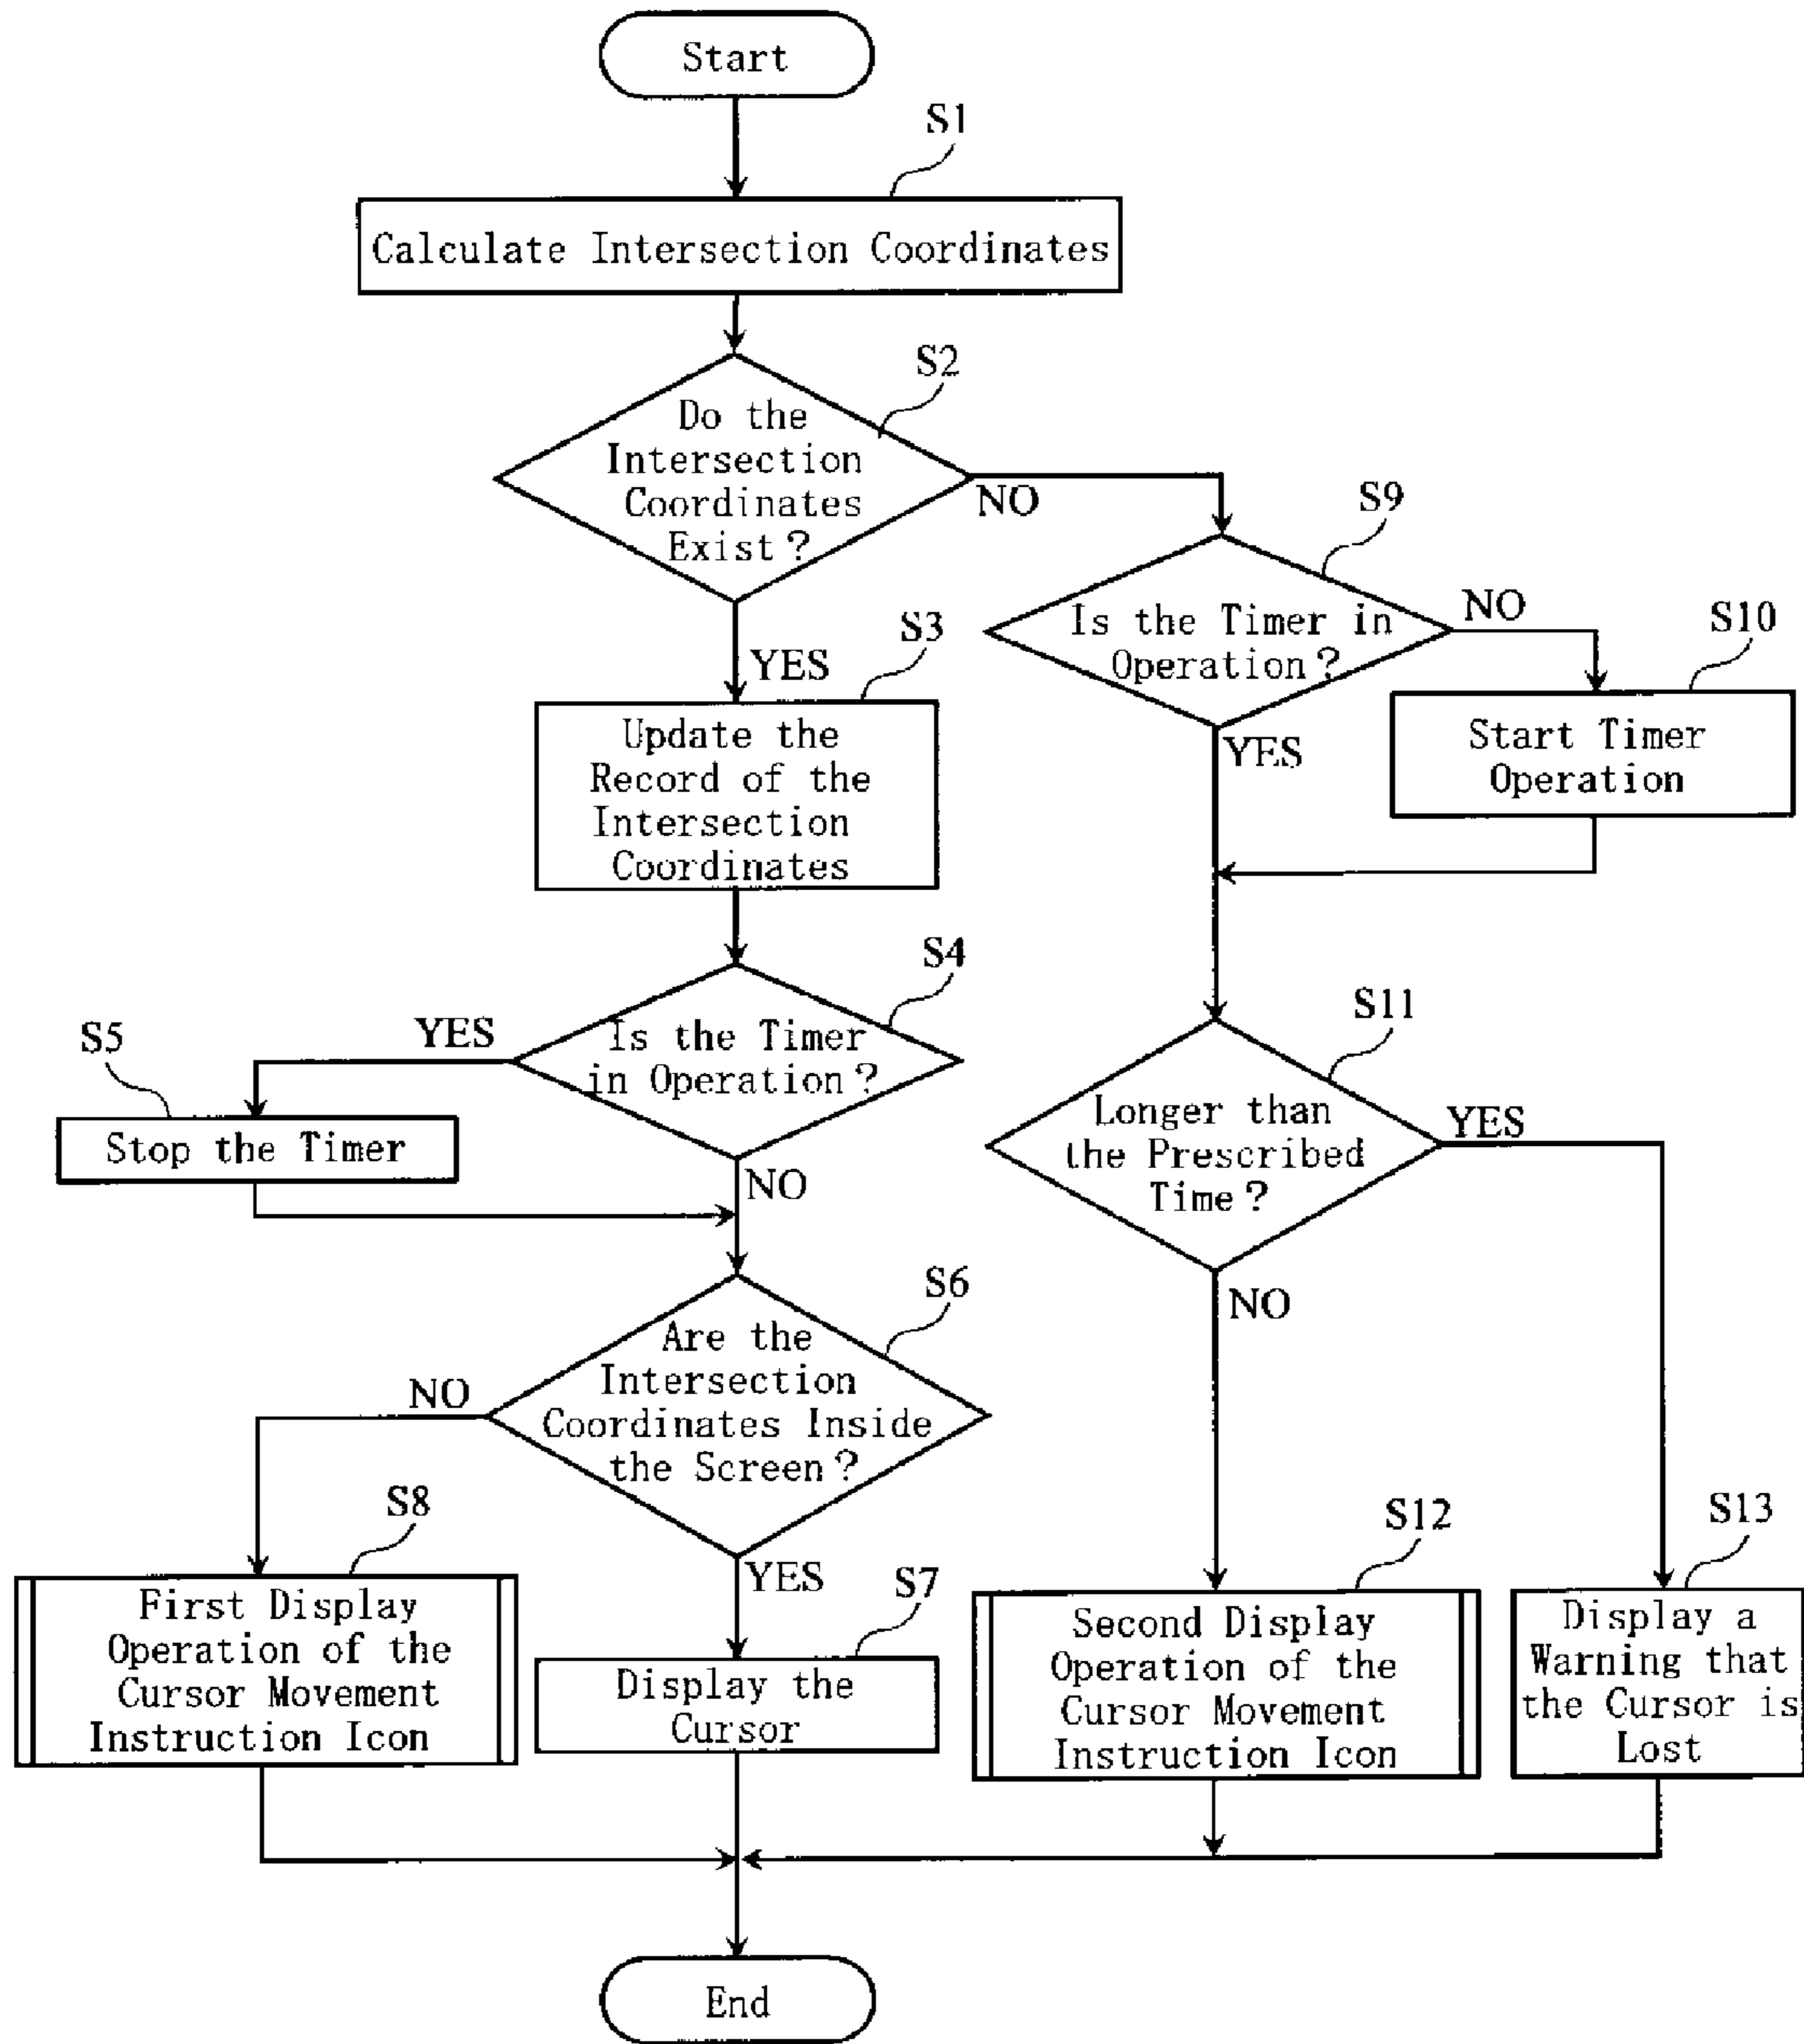 Start
S1
Calculate Intersection Coordinates
S2
Do the
Intersection
Coordinates
Exist?
NO
YES
S3
Update the
Record of the
Intersection
Coordinates
S4
Is the Timer
in Operation?
YES
S5
Stop the Timer
NO
S6
Are the
Intersection
Coordinates Inside
the Screen?
NO
S8
First Display
Operation of the
Cursor Movement
Instruction Icon
YES
S7
Display the
Cursor
S9
Is the Timer in
Operation?
NO
S10
Start Timer
Operation
YES
S11
Longer than
the Prescribed
Time?
YES
NO
S12
Second Display
Operation of the
Cursor Movement
Instruction Icon
S13
Display a
Warning that
the Cursor is
Lost
End